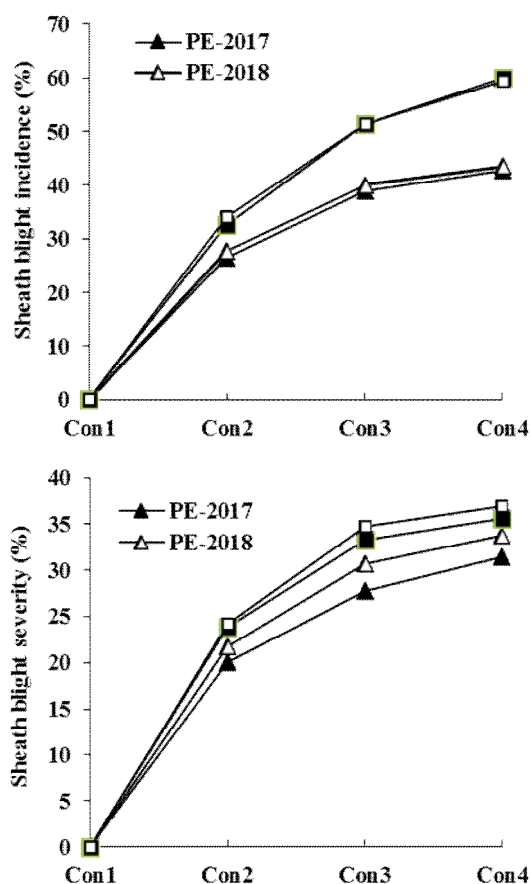 Sheath blight incidence (%)
70
60
50
40
30
20
10
0
PE-2017
PE-2018
Con1 Con2 Con3 Con4
Sheath blight severity (%)
40
35
30
25
20
15
10
5
0
PE-2017
PE-2018
Con1 Con2 Con3 Con4